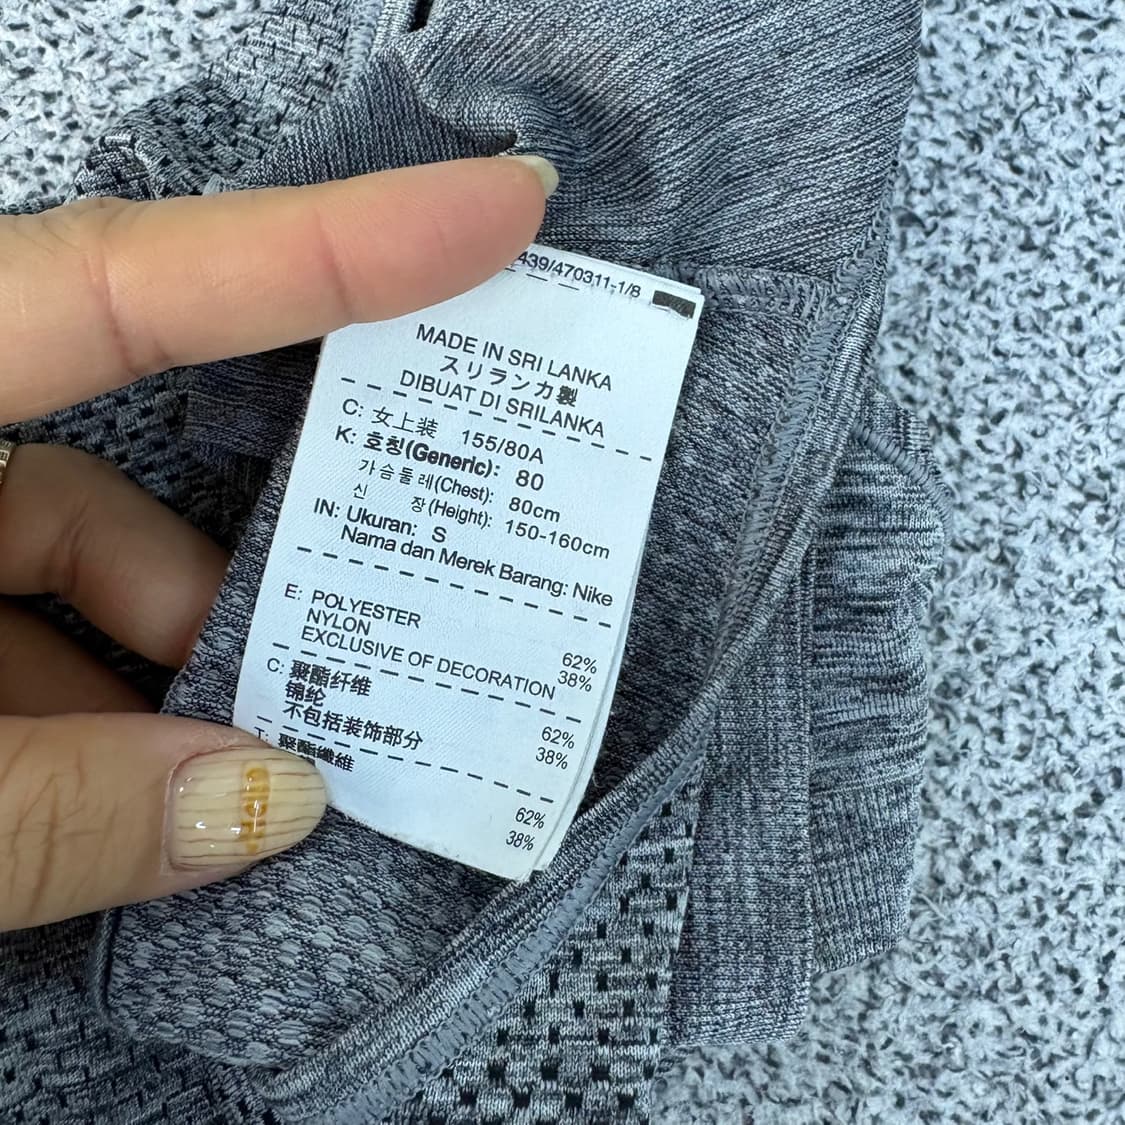 439/470311-1/8
MADE IN SRI LANKA
スリランカ製
DIBUAT DI SRILANKA
C: 女上装 155/80A
K: 호칭(Generic): 80
가슴둘레(Chest): 80cm
신 장(Height): 150-160cm
IN: Ukuran: S
Nama dan Merek Barang: Nike
E: POLYESTER 62%
NYLON 38%
EXCLUSIVE OF DECORATION
C: 聚酯纤维 62%
锦纶 38%
不包括装饰部分
T: 聚酯纖維 62%
38%